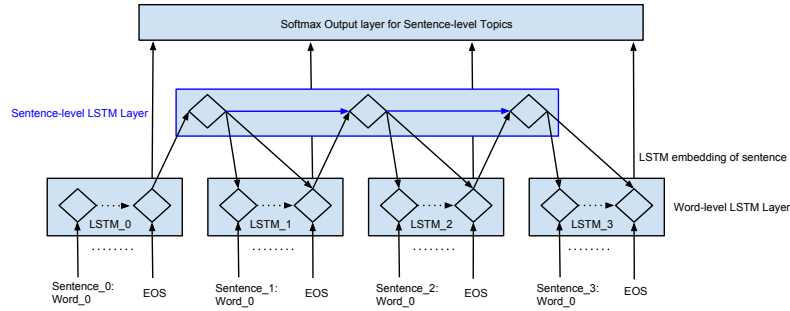 Softmax Output layer for Sentence-level Topics
Sentence-level LSTM Layer
LSTM embedding of sentence
Word-level LSTM Layer
LSTM_0
LSTM_1
LSTM_2
LSTM_3
........
........
........
........
Sentence_0:
Word_0
EOS
Sentence_1:
Word_0
EOS
Sentence_2:
Word_0
EOS
Sentence_3:
Word_0
EOS